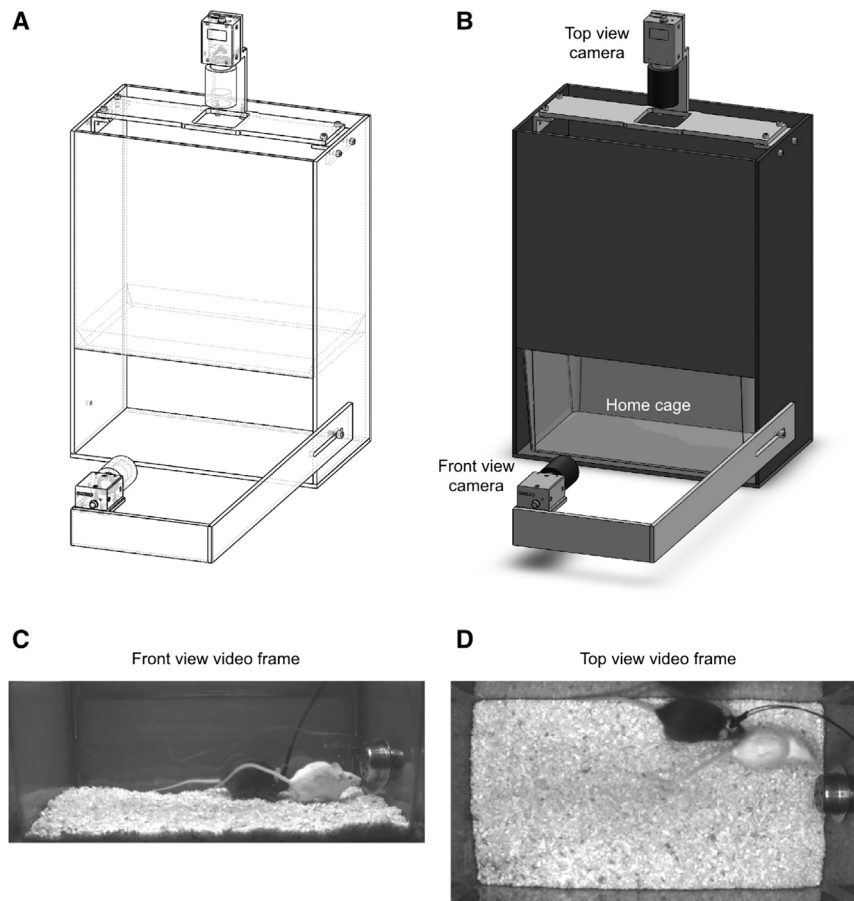 A
B
Top view
camera
Home cage
Front view
camera
C
Front view video frame
D
Top view video frame